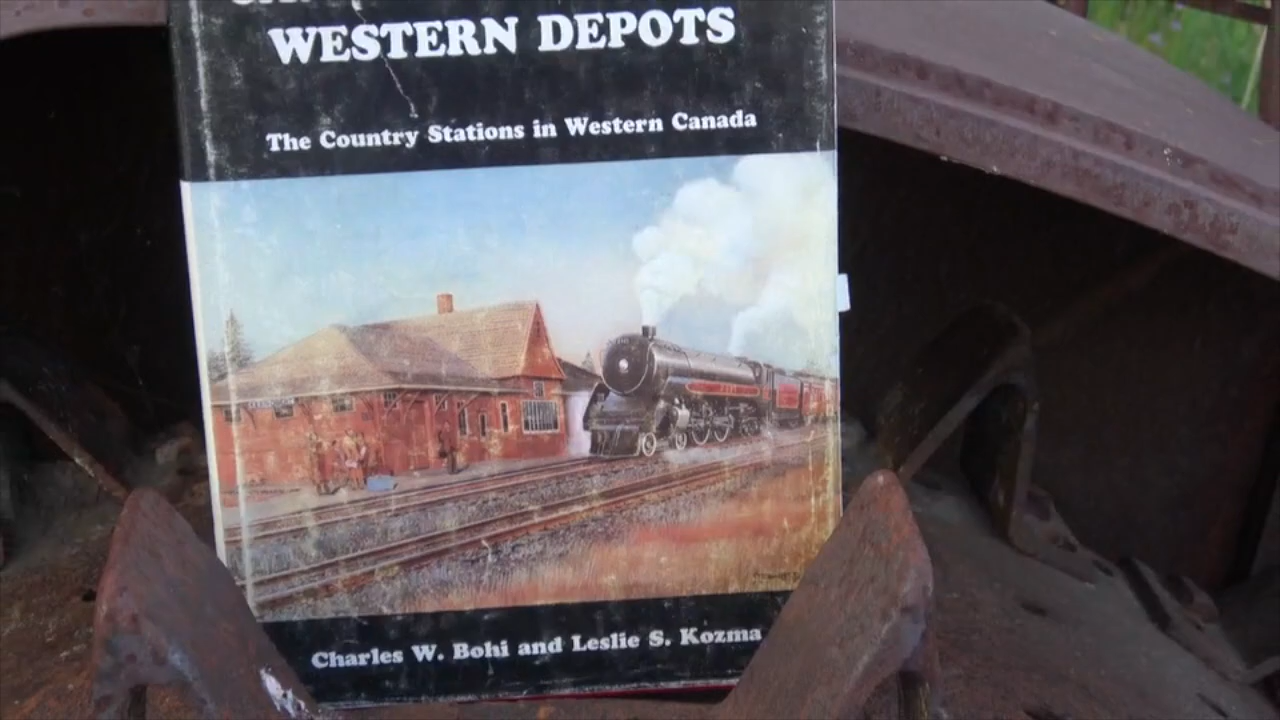 WESTERN DEPOTS
The Country Stations in Western Canada
Charles W. Bohi and Leslie S. Kozma